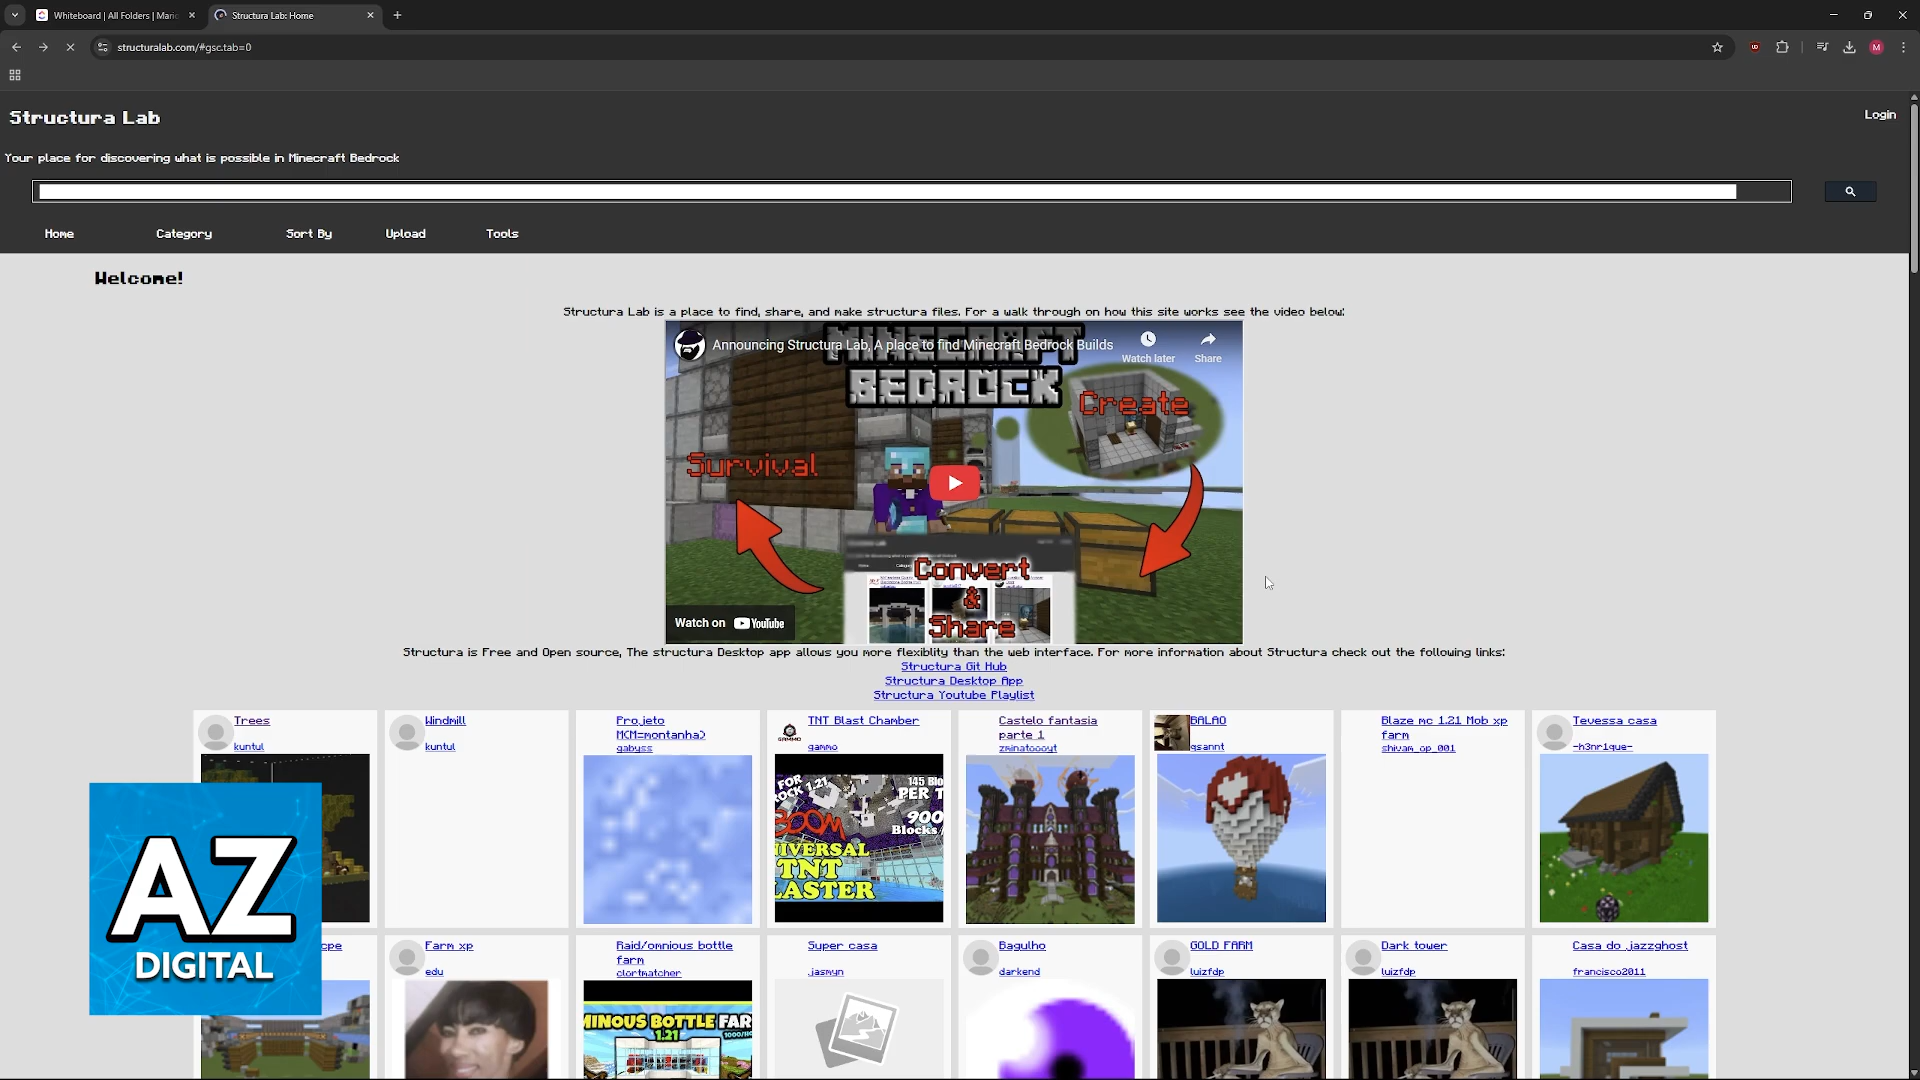 Whiteboard | All Folders | Mario
Structura Lab: Home
structuralab.com/#gsc.tab=0
M
Structura Lab
Login
Your place for discovering what is possible in Minecraft Bedrock
Home Category Sort By Upload Tools
Welcome!
Structura Lab is a place to find, share, and make structura files. For a walk through on how this site works see the video below:
MINECRAFT
Announcing Structura Lab, A place to find Minecraft Bedrock Builds
Watch later
Share
BEDROCK
Create
Survival
Convert
&
Share
Watch on YouTube
Structura is Free and Open source, The structura Desktop app allows you more flexiblity than the web interface. For more information about Structura check out the following links:
Structura Git Hub
Structura Desktop App
Structura Youtube Playlist
Trees
kuntul
Windmill
kuntul
Projeto
M(M=montanha)
gabyss
TNT Blast Chamber
GAMMO
gammo
Castelo fantasia
parte 1
zminatoooyt
BALAO
gsannt
Blaze mc 1.21 Mob xp
farm
shivam_op_001
Tevessa casa
-h3nr1que-
FOR
ROCK 1.21
145 Blo
PER T
BOOM
900
Blocks/
NIVERSAL
TNT
LASTER
AZ
DIGITAL
cpe
Farm xp
edu
Raid/omnious bottle
farm
clortmatcher
Super casa
jasmyn
Bagulho
darkend
GOLD FARM
luizfdp
Dark tower
luizfdp
Casa do jazzghost
francisco2011
MINOUS BOTTLE FAR
1.21